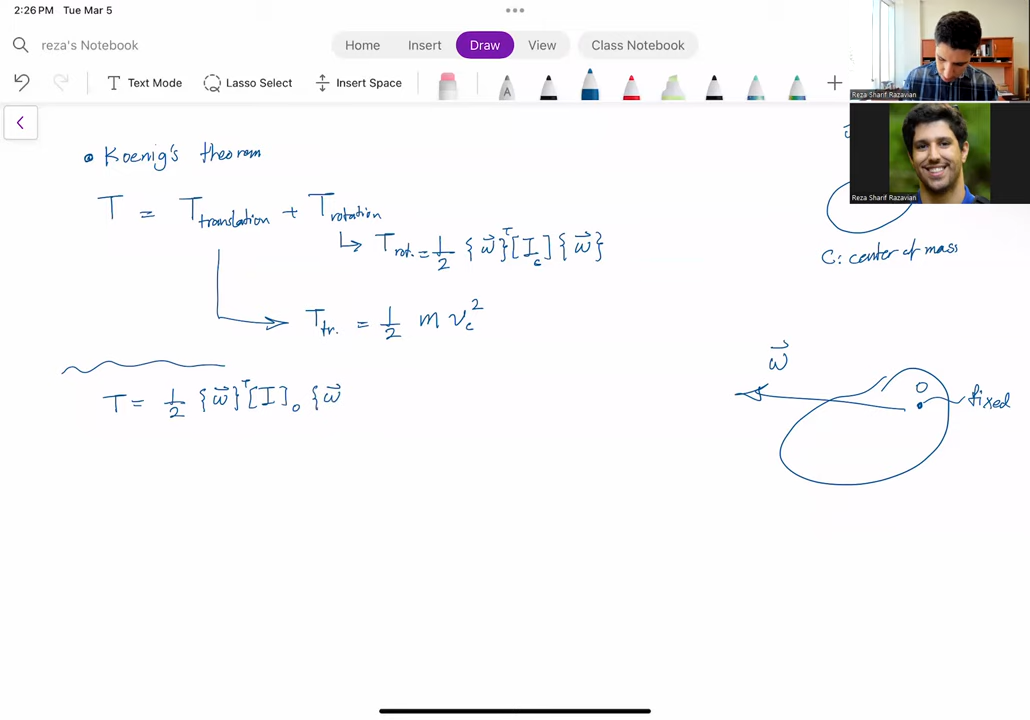 2:26 PM Tue Mar 5
reza's Notebook
Home Insert Draw View Class Notebook
Text Mode Lasso Select Insert Space
A
Reza Sharif Razavian
Reza Sharif Razavian
• Koenig's theorem
T = T_translation + T_rotation
↳ T_rot. = 1/2 {ω⃗}^T [I_c] {ω⃗}
T_tr. = 1/2 m v_c^2
C: center of mass
T = 1/2 {ω⃗}^T [I]_o {ω⃗
ω⃗
O
fixed